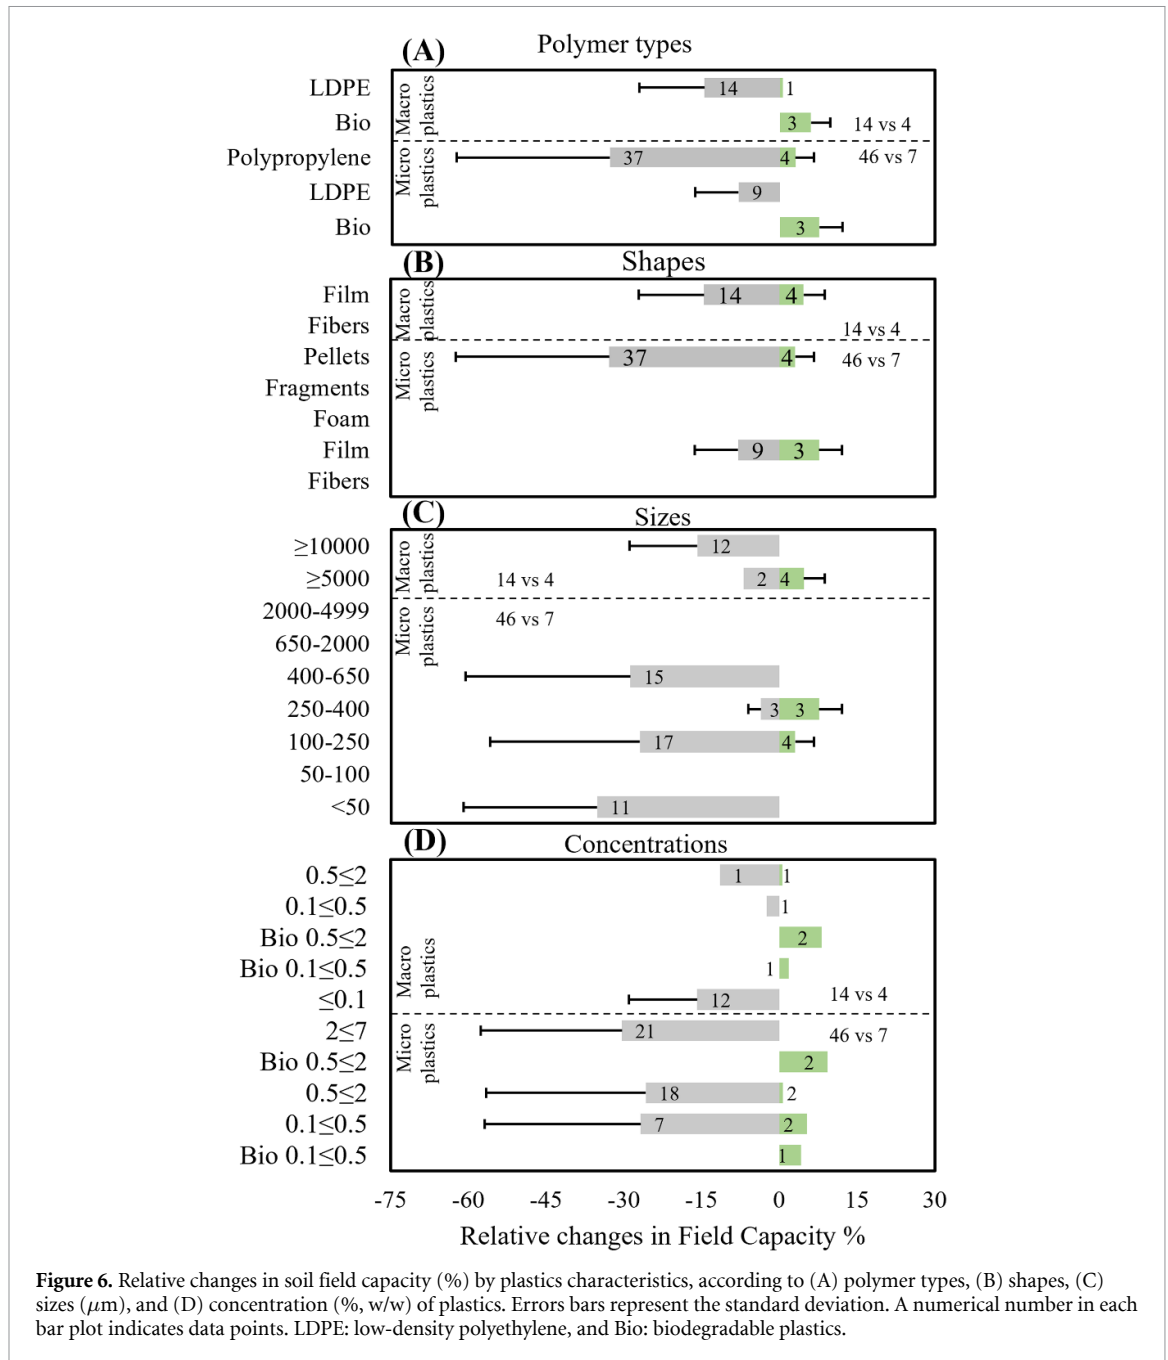 (A) Polymer types
Macro plastics
LDPE 14 1
Bio 3 14 vs 4
Micro plastics
Polypropylene 37 4 46 vs 7
LDPE 9
Bio 3
(B) Shapes
Macro plastics
Film 14 4
Fibers 14 vs 4
Micro plastics
Pellets 37 4 46 vs 7
Fragments
Foam
Film 9 3
Fibers
(C) Sizes
Macro plastics
≥10000 12
≥5000 14 vs 4 2 4
Micro plastics
2000-4999 46 vs 7
650-2000
400-650 15
250-400 3 3
100-250 17 4
50-100
<50 11
(D) Concentrations
Macro plastics
0.5≤2 1 1
0.1≤0.5 1
Bio 0.5≤2 2
Bio 0.1≤0.5 1
≤0.1 12 14 vs 4
Micro plastics
2≤7 21 46 vs 7
Bio 0.5≤2 2
0.5≤2 18 2
0.1≤0.5 7 2
Bio 0.1≤0.5 1
-75 -60 -45 -30 -15 0 15 30
Relative changes in Field Capacity %
Figure 6. Relative changes in soil field capacity (%) by plastics characteristics, according to (A) polymer types, (B) shapes, (C)
sizes (μm), and (D) concentration (%, w/w) of plastics. Errors bars represent the standard deviation. A numerical number in each
bar plot indicates data points. LDPE: low-density polyethylene, and Bio: biodegradable plastics.